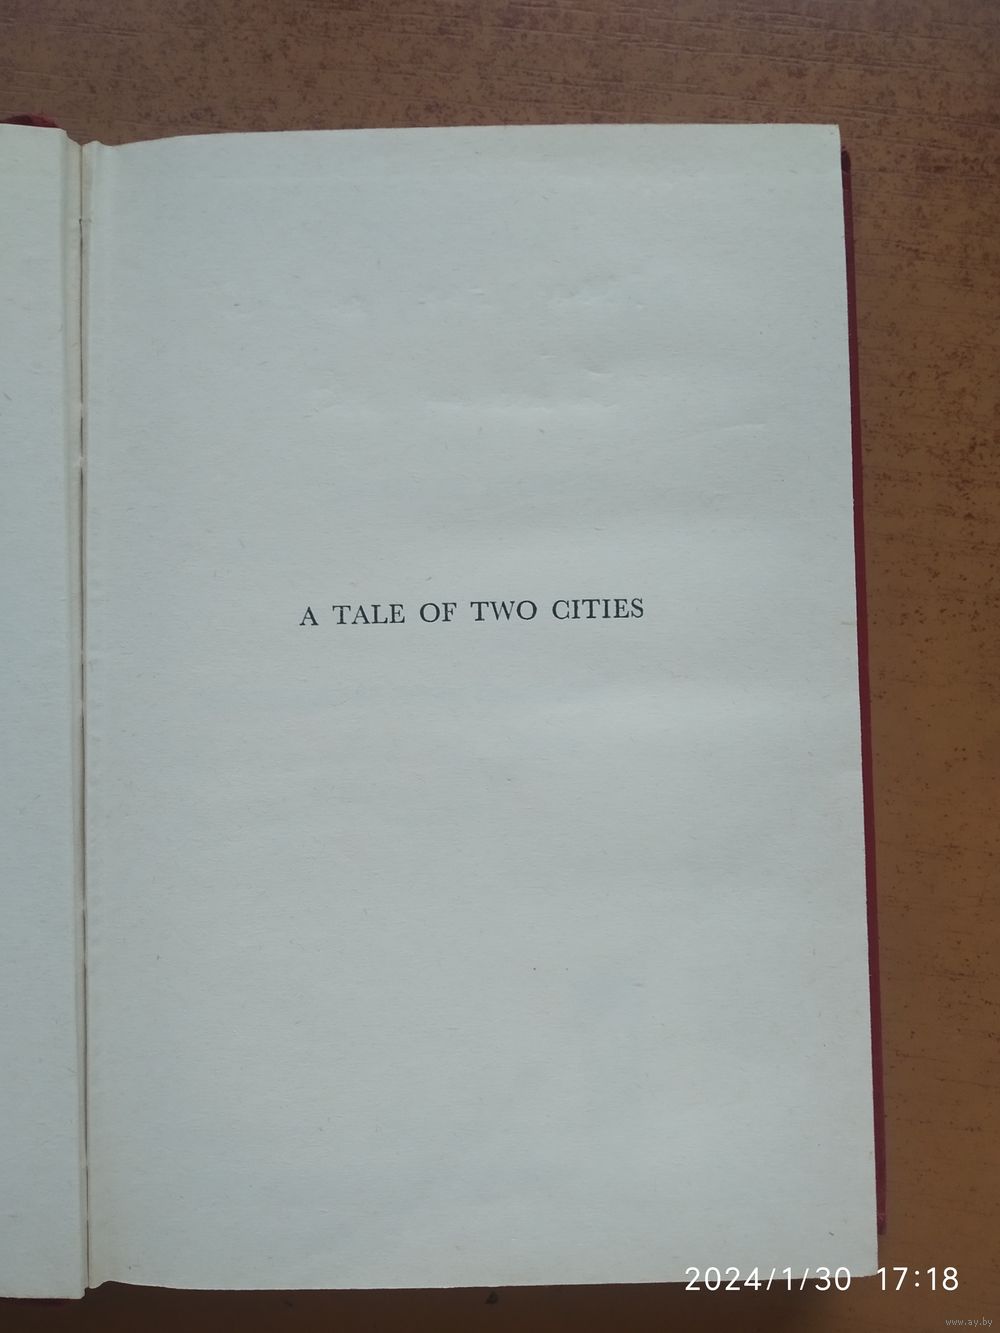 A TALE OF TWO CITIES
2024/1/30 17:18
www.ay.by